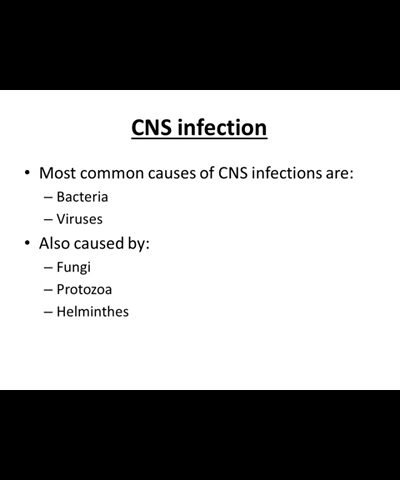 CNS infection
• Most common causes of CNS infections are:
– Bacteria
– Viruses
• Also caused by:
– Fungi
– Protozoa
– Helminthes